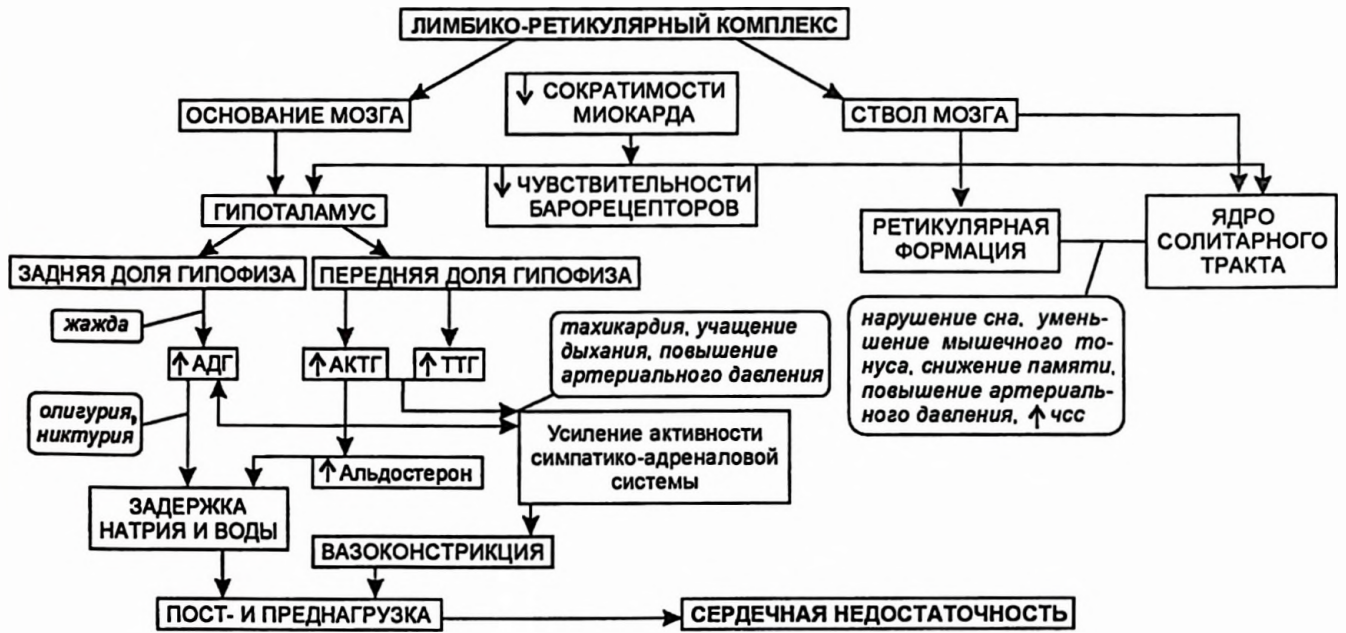 ЛИМБИКО-РЕТИКУЛЯРНЫЙ КОМПЛЕКС
ОСНОВАНИЕ МОЗГА
↓ СОКРАТИМОСТИ
МИОКАРДА
СТВОЛ МОЗГА
ГИПОТАЛАМУС
↓ ЧУВСТВИТЕЛЬНОСТИ
БАРОРЕЦЕПТОРОВ
РЕТИКУЛЯРНАЯ
ФОРМАЦИЯ
ЯДРО
СОЛИТАРНОГО
ТРАКТА
ЗАДНЯЯ ДОЛЯ ГИПОФИЗА
ПЕРЕДНЯЯ ДОЛЯ ГИПОФИЗА
жажда
↑ АДГ
↑ АКТГ
↑ ТТГ
тахикардия, учащение
дыхания, повышение
артериального давления
нарушение сна, умень-
шение мышечного то-
нуса, снижение памяти,
повышение артериаль-
ного давления, ↑ чсс
олигурия,
никтурия
Усиление активности
симпатико-адреналовой
системы
↑ Альдостерон
ЗАДЕРЖКА
НАТРИЯ И ВОДЫ
ВАЗОКОНСТРИКЦИЯ
ПОСТ- И ПРЕДНАГРУЗКА
СЕРДЕЧНАЯ НЕДОСТАТОЧНОСТЬ